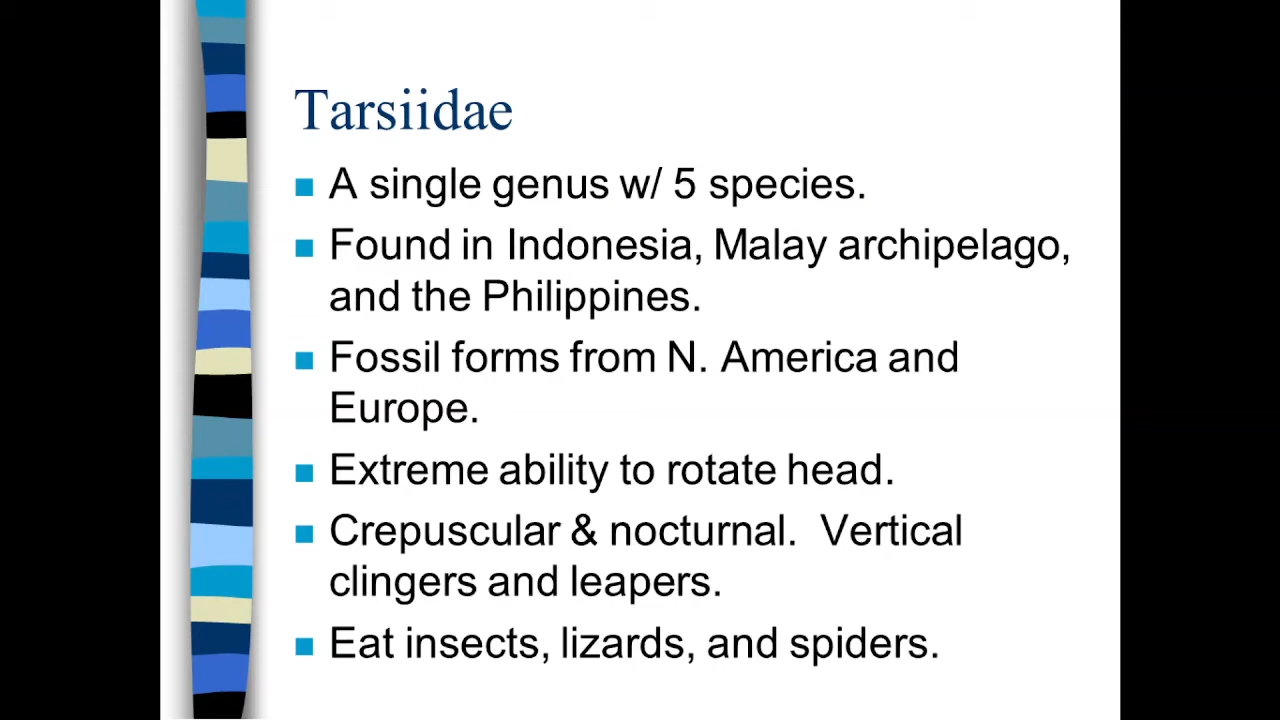 Tarsiidae
A single genus w/ 5 species.
Found in Indonesia, Malay archipelago,
and the Philippines.
Fossil forms from N. America and
Europe.
Extreme ability to rotate head.
Crepuscular & nocturnal.  Vertical
clingers and leapers.
Eat insects, lizards, and spiders.